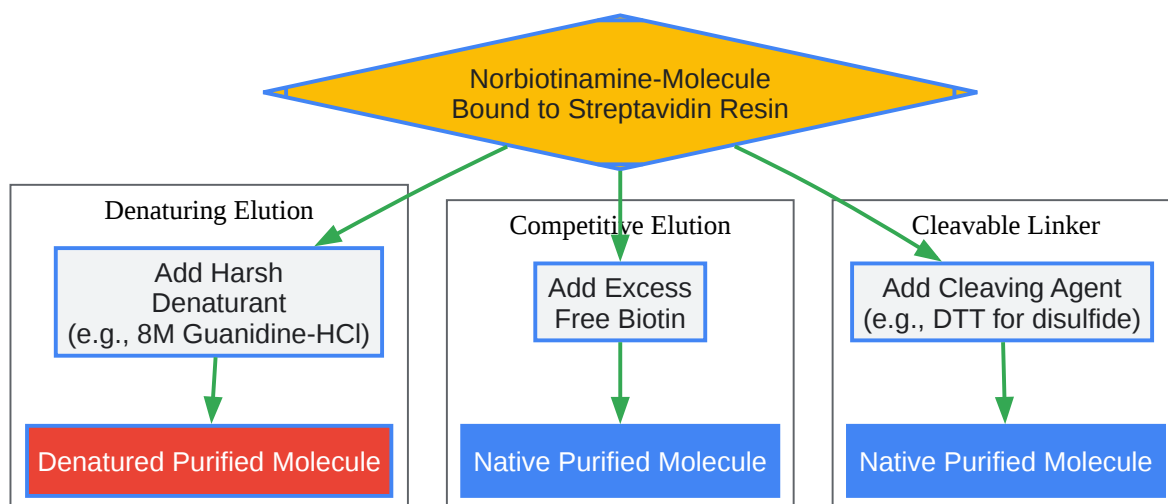 Norbiotinamine-Molecule
Bound to Streptavidin Resin
Denaturing Elution
Add Harsh
Denaturant
(e.g., 8M Guanidine-HCl)
Denatured Purified Molecule
Competitive Elution
Add Excess
Free Biotin
Native Purified Molecule
Cleavable Linker
Add Cleaving Agent
(e.g., DTT for disulfide)
Native Purified Molecule